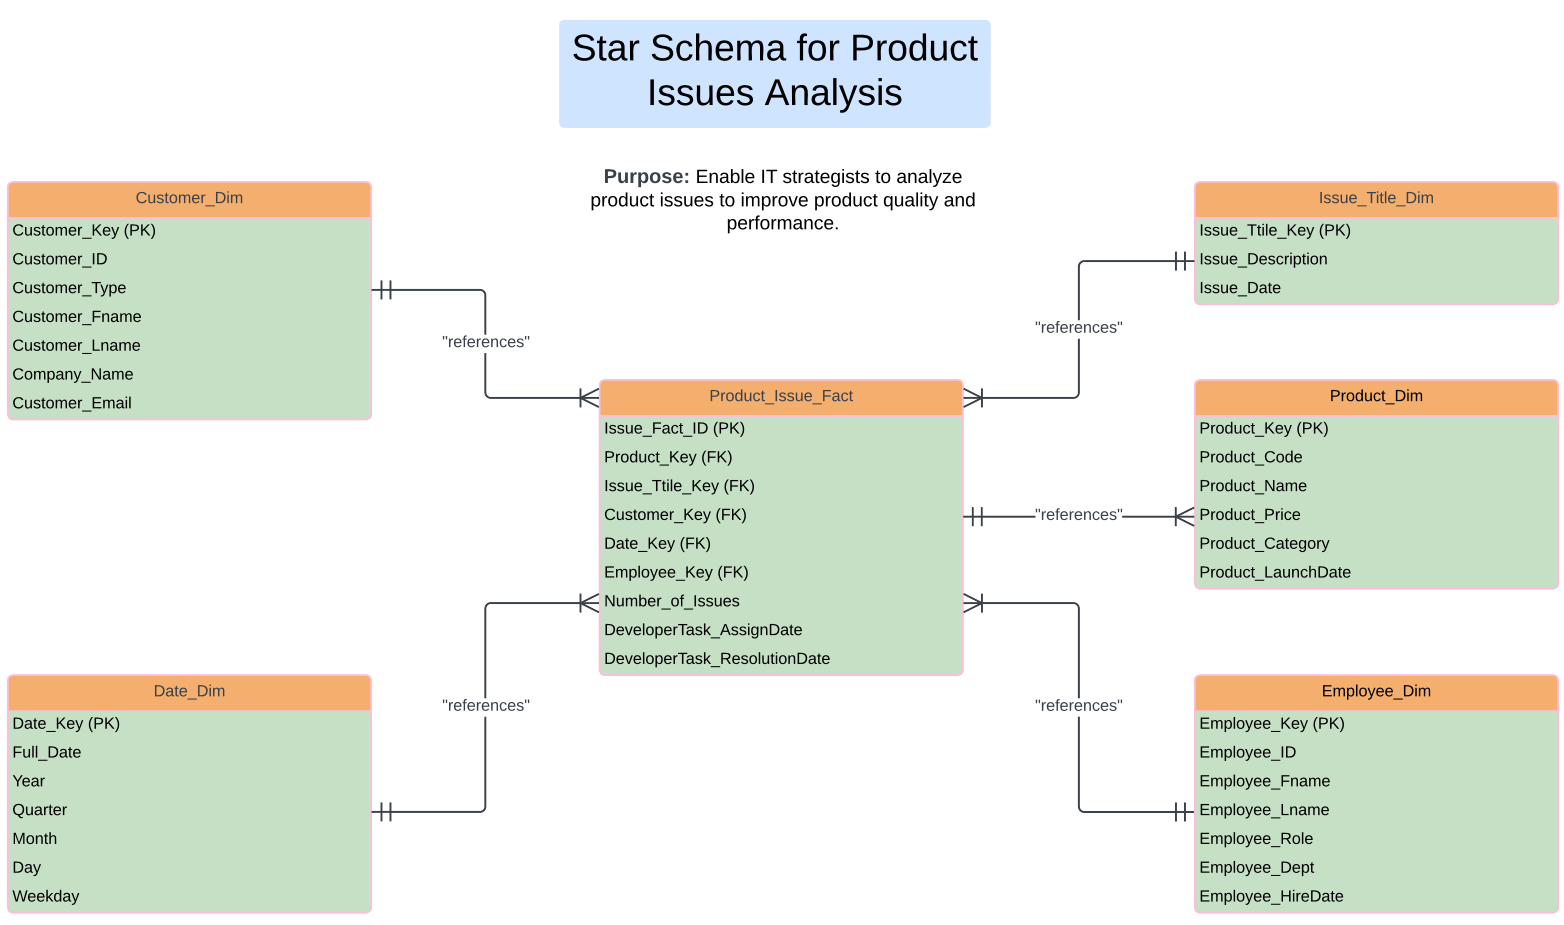 Star Schema for Product
Issues Analysis
Purpose: Enable IT strategists to analyze
product issues to improve product quality and
performance.
Customer_Dim
Customer_Key (PK)
Customer_ID
Customer_Type
Customer_Fname
Customer_Lname
Company_Name
Customer_Email
"references"
Issue_Title_Dim
Issue_Ttile_Key (PK)
Issue_Description
Issue_Date
"references"
Product_Issue_Fact
Issue_Fact_ID (PK)
Product_Key (FK)
Issue_Ttile_Key (FK)
Customer_Key (FK)
Date_Key (FK)
Employee_Key (FK)
Number_of_Issues
DeveloperTask_AssignDate
DeveloperTask_ResolutionDate
"references"
Product_Dim
Product_Key (PK)
Product_Code
Product_Name
Product_Price
Product_Category
Product_LaunchDate
Date_Dim
Date_Key (PK)
Full_Date
Year
Quarter
Month
Day
Weekday
"references"
"references"
Employee_Dim
Employee_Key (PK)
Employee_ID
Employee_Fname
Employee_Lname
Employee_Role
Employee_Dept
Employee_HireDate